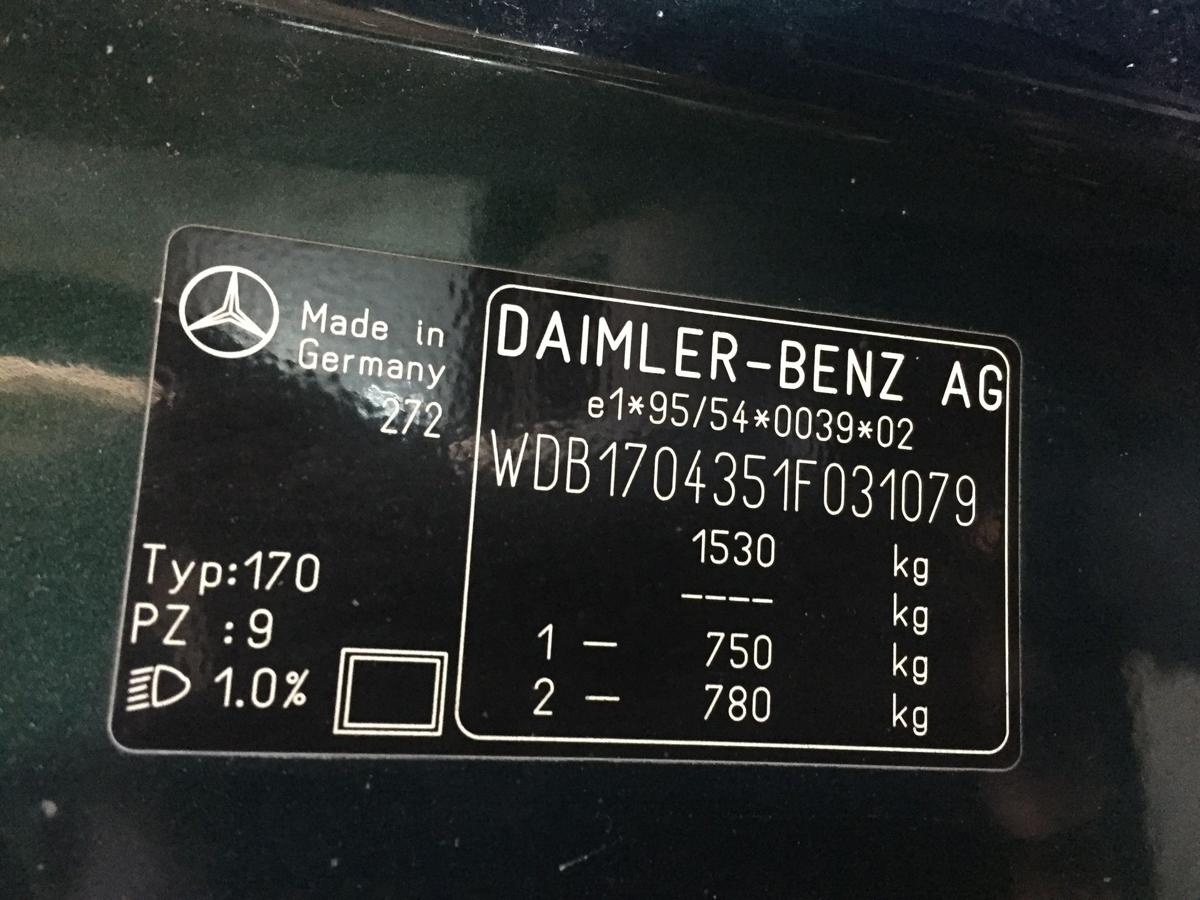 Made in
Germany
272
Typ:170
PZ :9
1.0%
DAIMLER-BENZ AG
e1*95/54*0039*02
WDB1704351F031079
1530 kg
---- kg
1 — 750 kg
2 — 780 kg